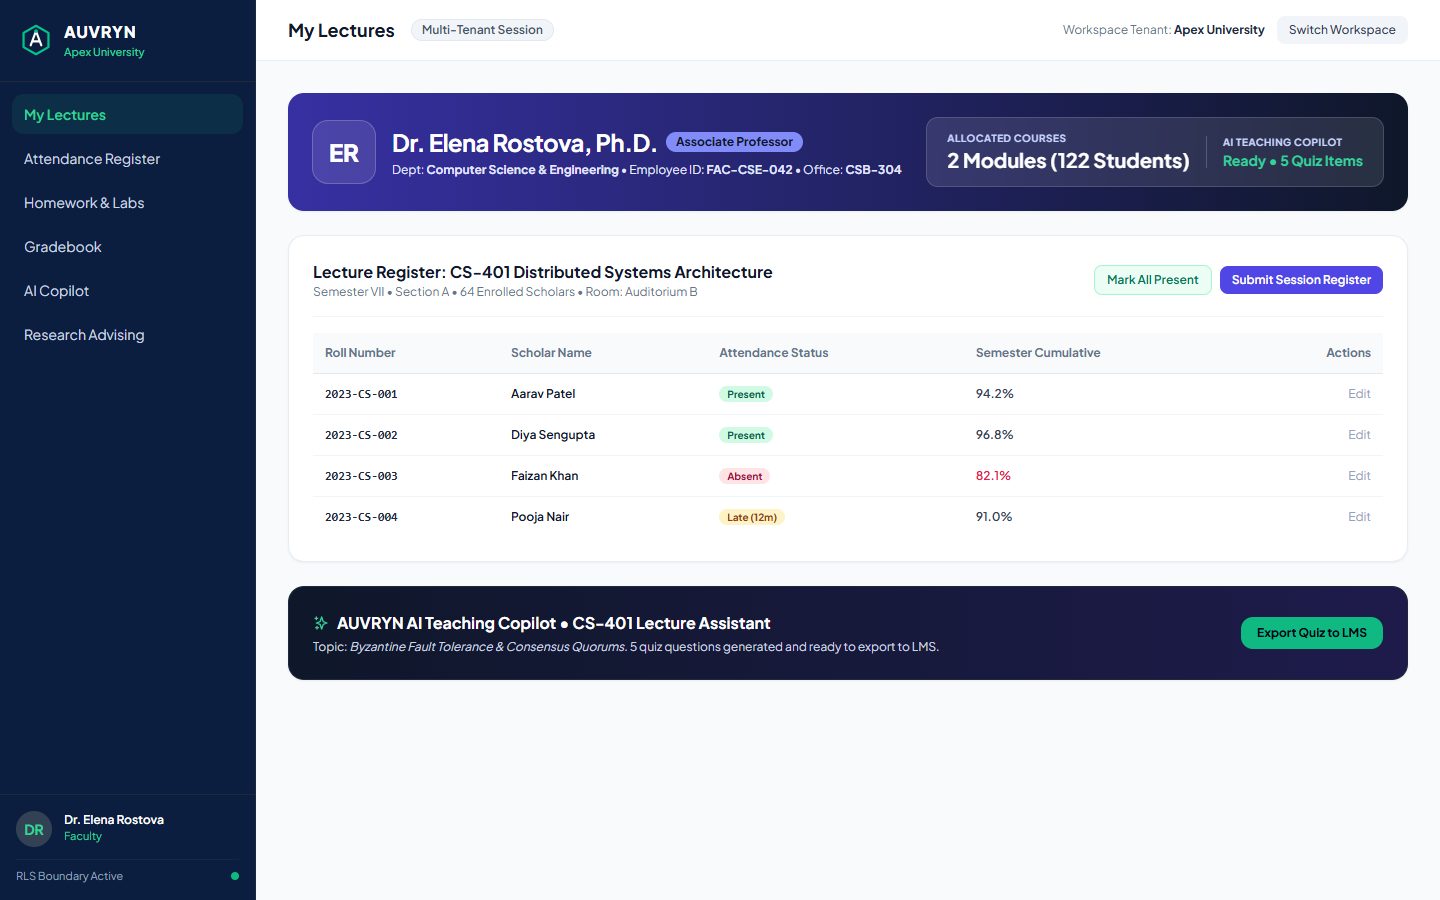 AUVRYN
Apex University
My Lectures
Attendance Register
Homework & Labs
Gradebook
AI Copilot
Research Advising
DR
Dr. Elena Rostova
Faculty
RLS Boundary Active
My Lectures
Multi-Tenant Session
Workspace Tenant: Apex University
Switch Workspace
ER
Dr. Elena Rostova, Ph.D.
Associate Professor
Dept: Computer Science & Engineering • Employee ID: FAC-CSE-042 • Office: CSB-304
ALLOCATED COURSES
2 Modules (122 Students)
AI TEACHING COPILOT
Ready • 5 Quiz Items
Lecture Register: CS-401 Distributed Systems Architecture
Semester VII • Section A • 64 Enrolled Scholars • Room: Auditorium B
Mark All Present
Submit Session Register
Roll Number Scholar Name Attendance Status Semester Cumulative Actions
2023-CS-001 Aarav Patel Present 94.2% Edit
2023-CS-002 Diya Sengupta Present 96.8% Edit
2023-CS-003 Faizan Khan Absent 82.1% Edit
2023-CS-004 Pooja Nair Late (12m) 91.0% Edit
AUVRYN AI Teaching Copilot • CS-401 Lecture Assistant
Topic: Byzantine Fault Tolerance & Consensus Quorums. 5 quiz questions generated and ready to export to LMS.
Export Quiz to LMS